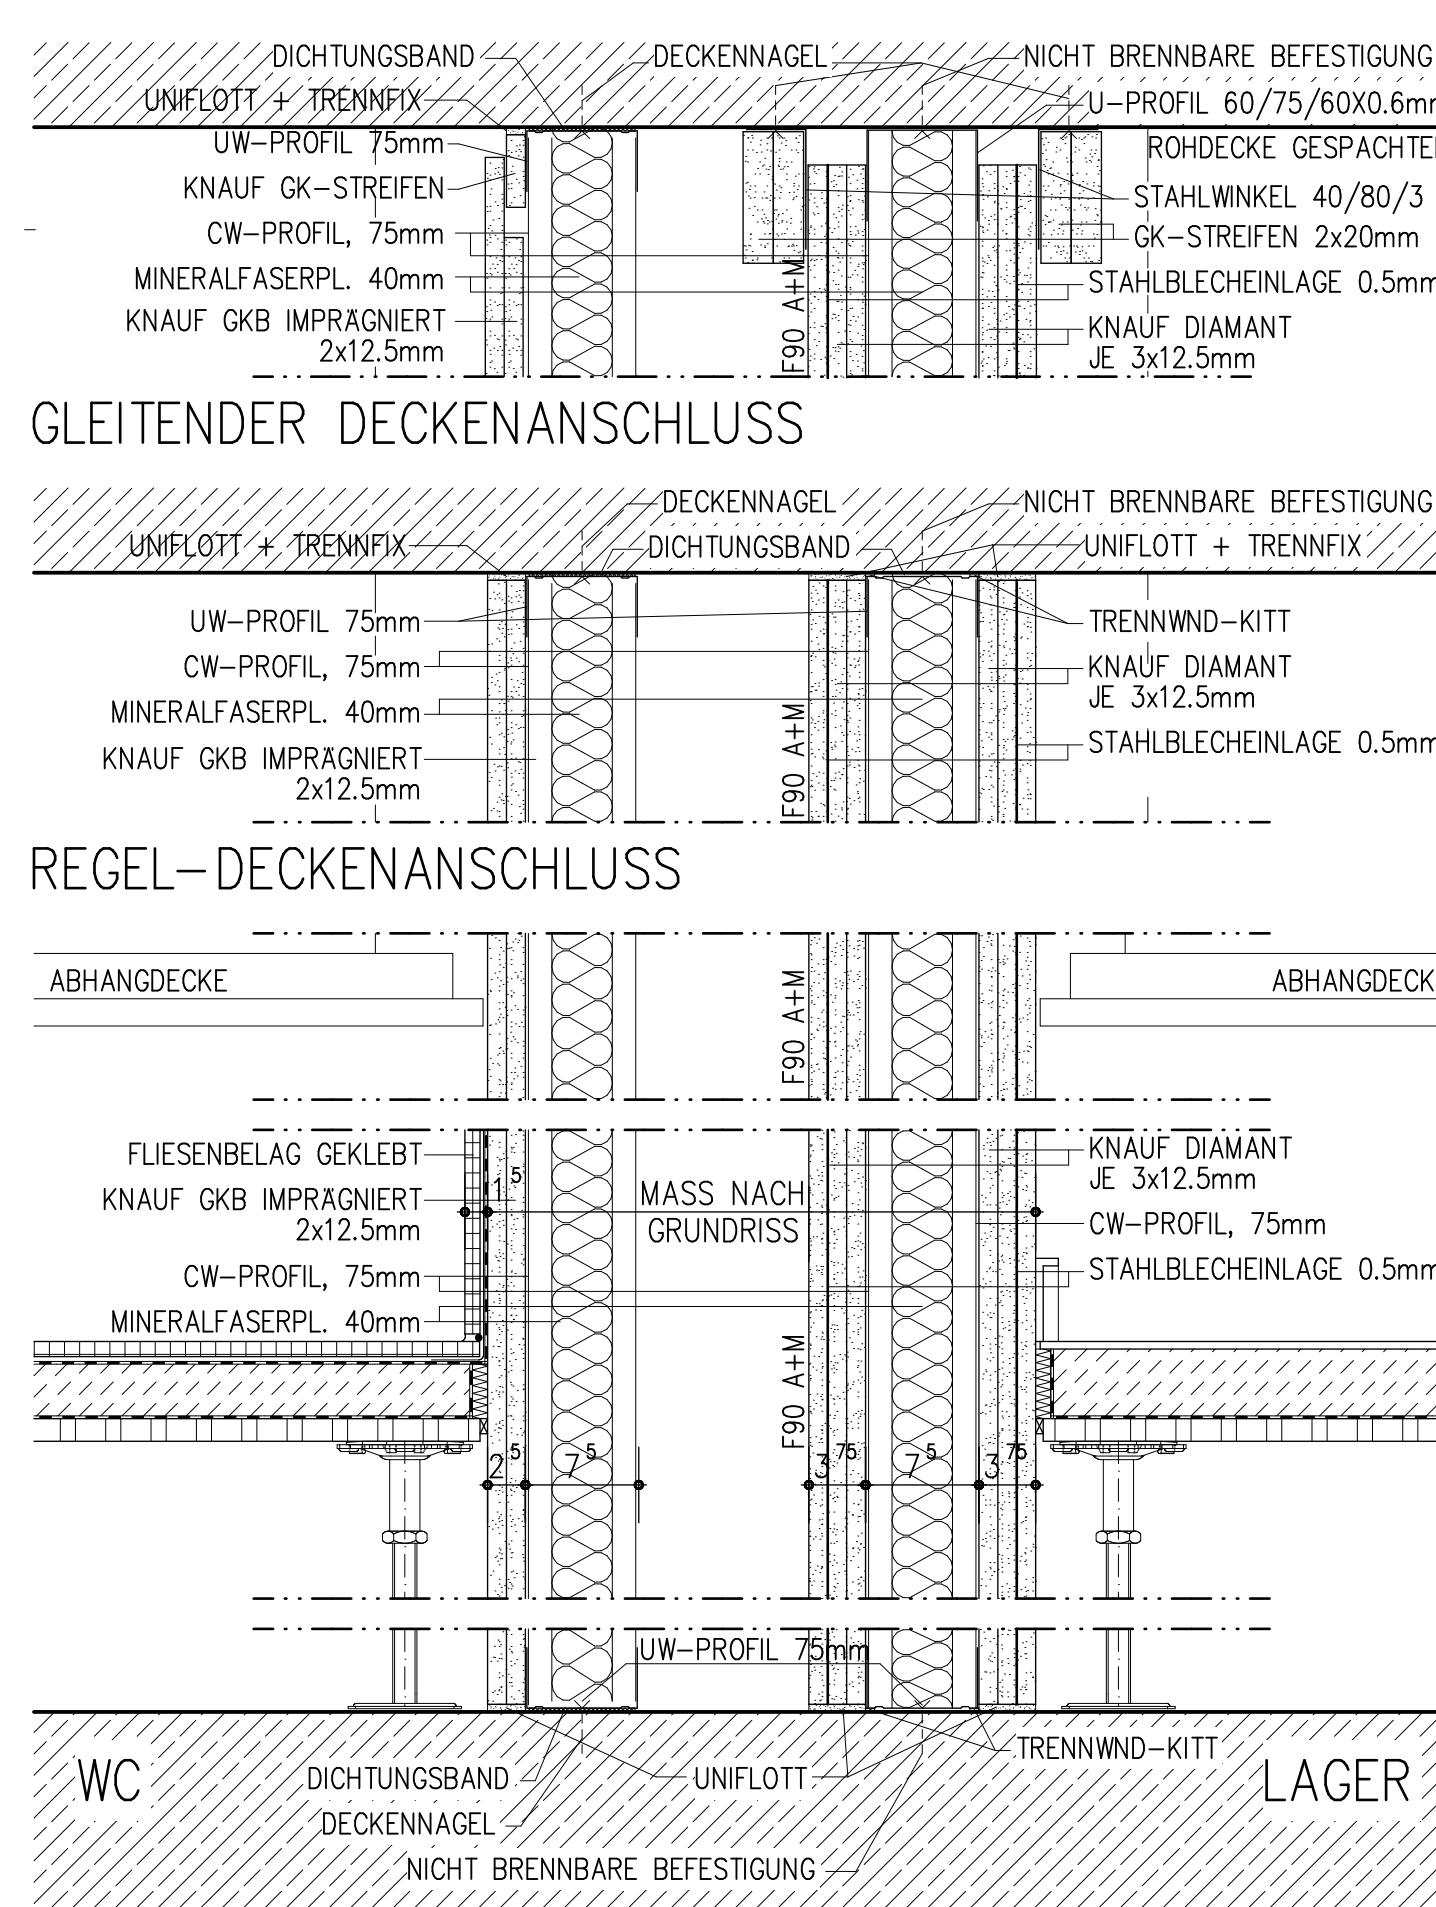 DICHTUNGSBAND
DECKENNAGEL
NICHT BRENNBARE BEFESTIGUNG
UNIFLOTT + TRENNFIX
U-PROFIL 60/75/60X0.6mm
UW-PROFIL 75mm
ROHDECKE GESPACHTEL
KNAUF GK-STREIFEN
STAHLWINKEL 40/80/3
CW-PROFIL, 75mm
GK-STREIFEN 2x20mm
MINERALFASERPL. 40mm
STAHLBLECHEINLAGE 0.5mm
KNAUF GKB IMPRÄGNIERT
2x12.5mm
F90 A+M
KNAUF DIAMANT
JE 3x12.5mm
GLEITENDER DECKENANSCHLUSS
DECKENNAGEL
NICHT BRENNBARE BEFESTIGUNG
UNIFLOTT + TRENNFIX
DICHTUNGSBAND
UNIFLOTT + TRENNFIX
UW-PROFIL 75mm
TRENNWND-KITT
CW-PROFIL, 75mm
KNAUF DIAMANT
JE 3x12.5mm
MINERALFASERPL. 40mm
STAHLBLECHEINLAGE 0.5mm
KNAUF GKB IMPRÄGNIERT
2x12.5mm
F90 A+M
REGEL-DECKENANSCHLUSS
ABHANGDECKE
F90 A+M
ABHANGDECK
FLIESENBELAG GEKLEBT
KNAUF DIAMANT
JE 3x12.5mm
1 5
KNAUF GKB IMPRÄGNIERT
2x12.5mm
MASS NACH
GRUNDRISS
CW-PROFIL, 75mm
CW-PROFIL, 75mm
STAHLBLECHEINLAGE 0.5mm
MINERALFASERPL. 40mm
F90 A+M
2 5
7 5
3 75
7 5
3 75
UW-PROFIL 75mm
WC
TRENNWND-KITT
DICHTUNGSBAND
UNIFLOTT
LAGER
DECKENNAGEL
NICHT BRENNBARE BEFESTIGUNG